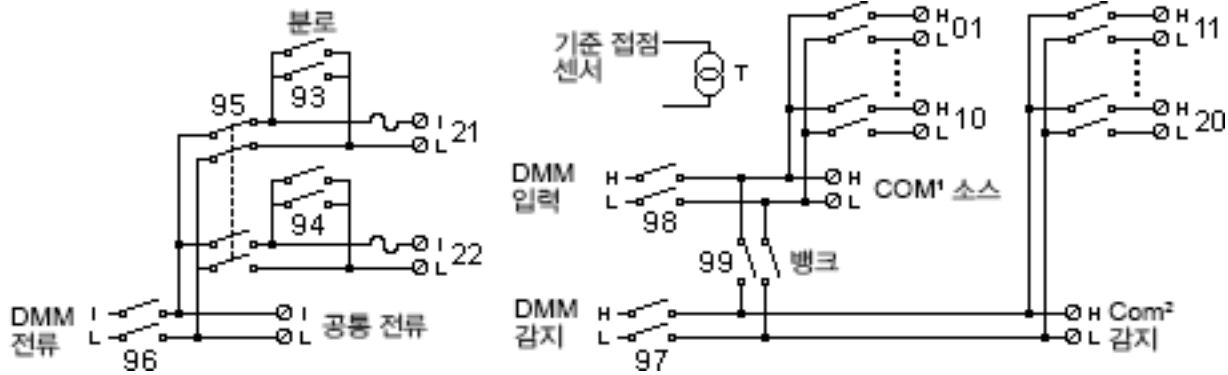 분로
93
95
I
21
L
94
I
22
L
DMM
전류
I
L
96
I
L
공통 전류
기준 접점
센서
T
H
01
L
H
10
L
H
11
L
H
20
L
DMM
입력
H
L
98
H
L
COM¹ 소스
99
뱅크
DMM
감지
H
L
97
H
L
Com²
감지